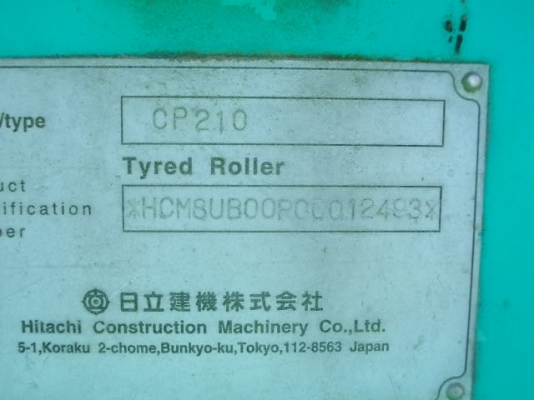 /type
CP210
Tyred Roller
uct
ification
ber
*HCM8UB00P00012493*
日立建機株式会社
Hitachi Construction Machinery Co.,Ltd.
5-1,Koraku 2-chome,Bunkyo-ku,Tokyo,112-8563 Japan